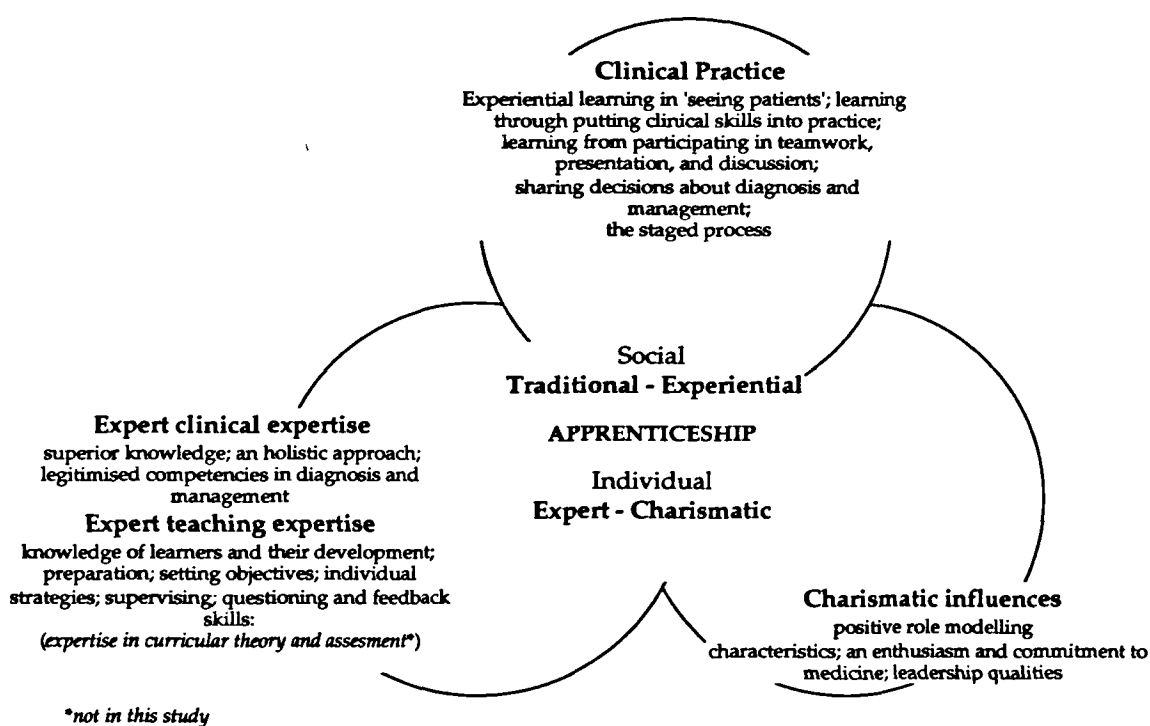 Clinical Practice
Experiential learning in 'seeing patients'; learning
through putting clinical skills into practice;
learning from participating in teamwork,
presentation, and discussion;
sharing decisions about diagnosis and
management;
the staged process
Social
Traditional - Experiential
APPRENTICESHIP
Individual
Expert - Charismatic
Expert clinical expertise
superior knowledge; an holistic approach;
legitimised competencies in diagnosis and
management
Expert teaching expertise
knowledge of learners and their development;
preparation; setting objectives; individual
strategies; supervising; questioning and feedback
skills:
(expertise in curricular theory and assesment*)
Charismatic influences
positive role modelling
characteristics; an enthusiasm and commitment to
medicine; leadership qualities
*not in this study